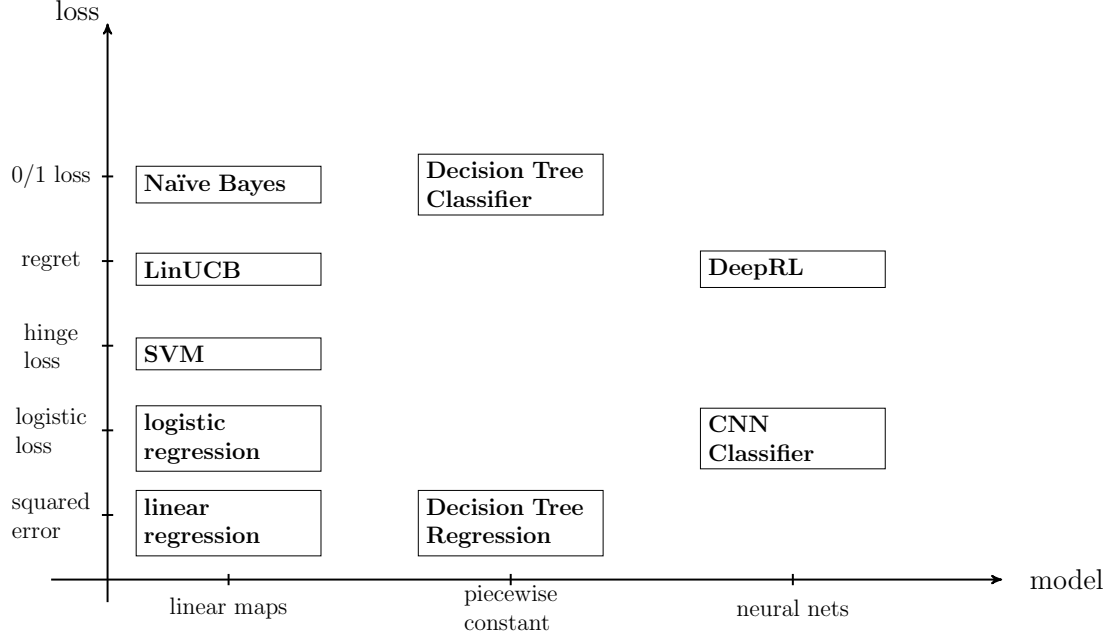 loss
0/1 loss
Naïve Bayes
Decision Tree
Classifier
regret
LinUCB
DeepRL
hinge
loss
SVM
logistic
loss
logistic
regression
CNN
Classifier
squared
error
linear
regression
Decision Tree
Regression
model
linear maps
piecewise
constant
neural nets